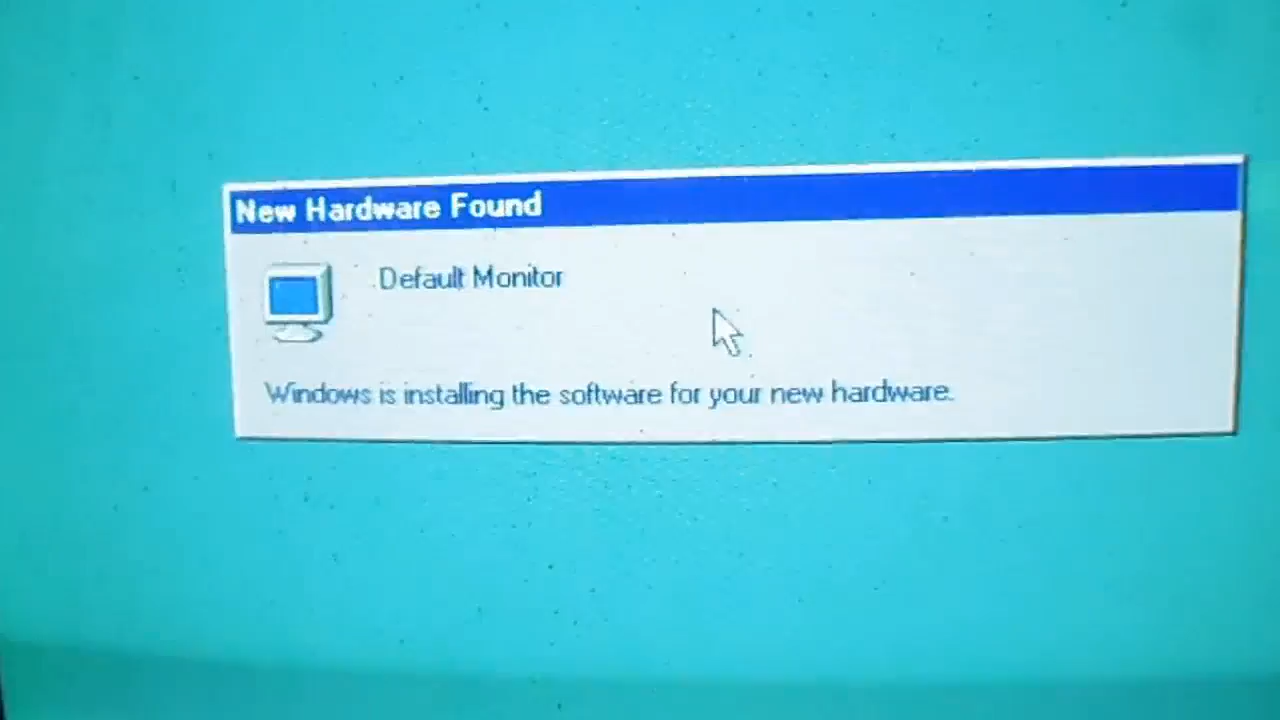 New Hardware Found
Default Monitor
Windows is installing the software for your new hardware.